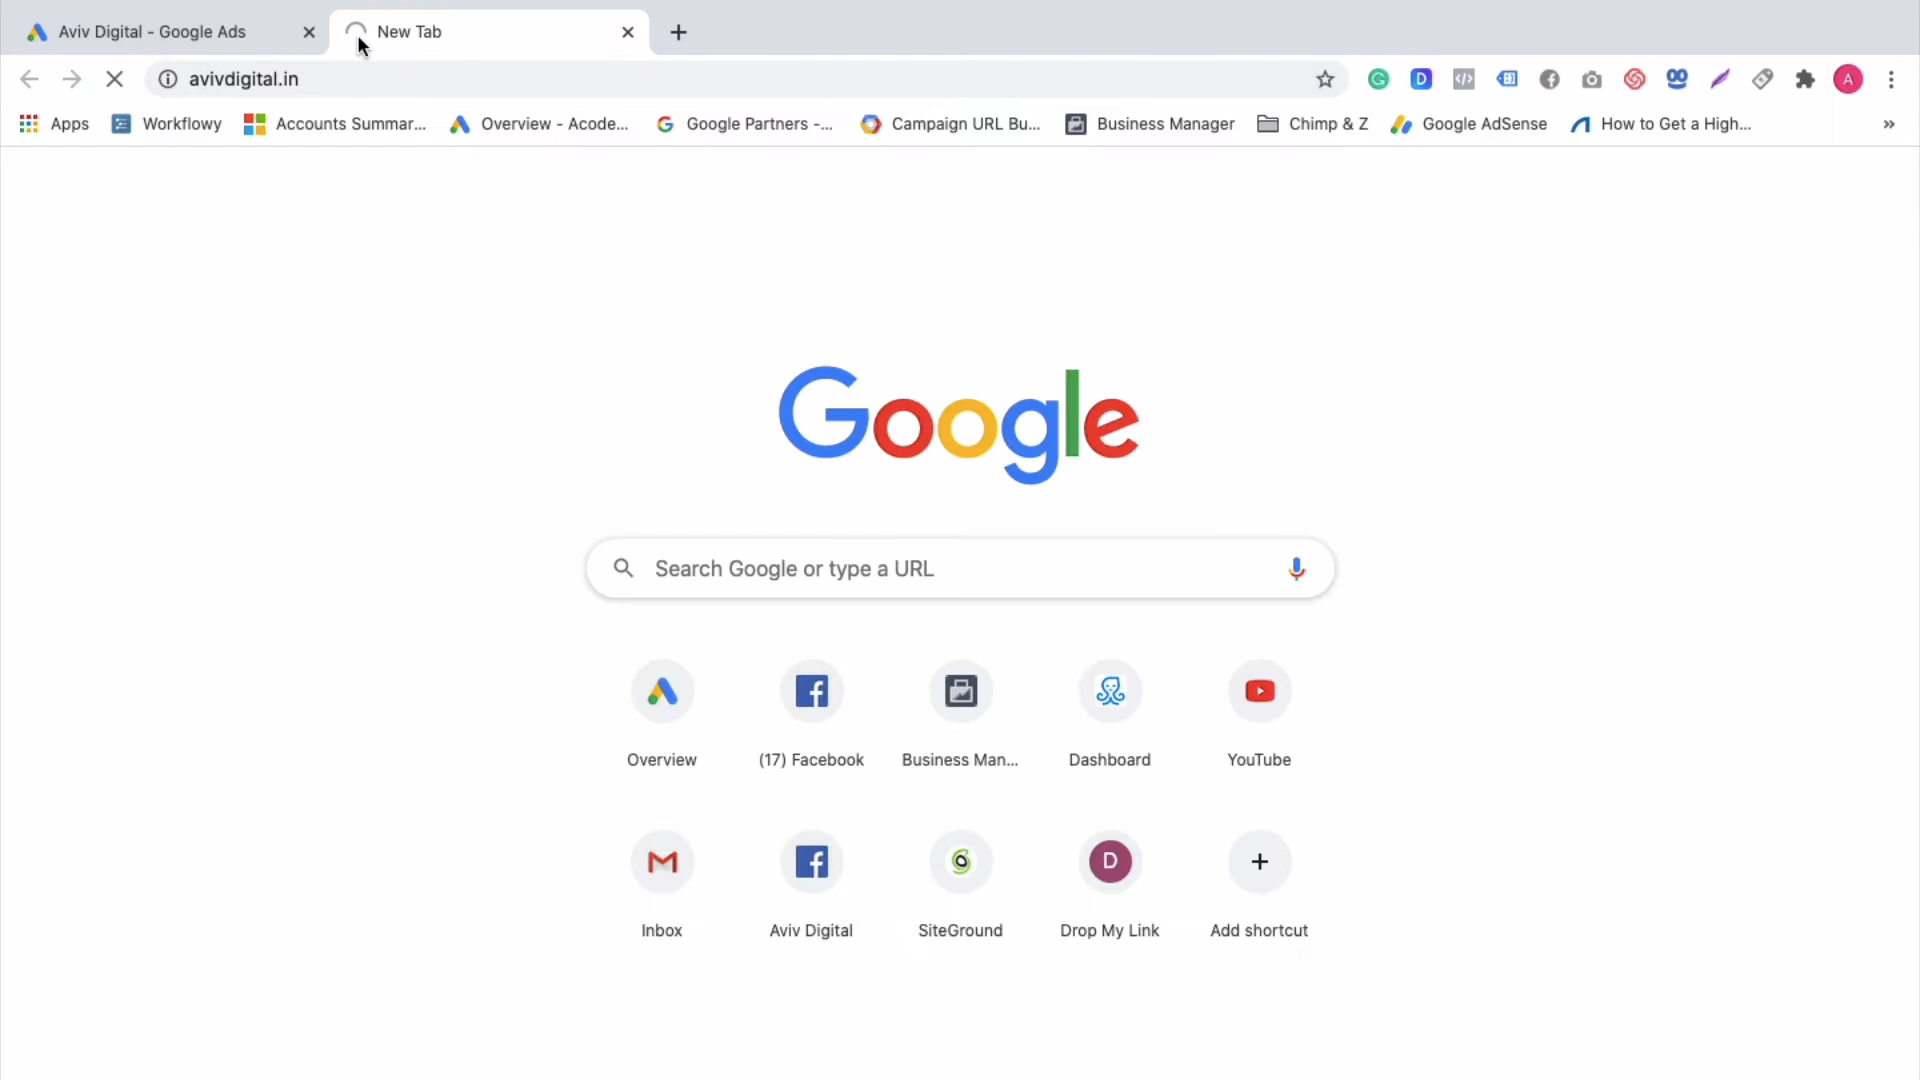 Aviv Digital - Google Ads
New Tab
avivdigital.in
A
Apps
Workflowy
Accounts Summar...
Overview - Acode...
Google Partners -...
Campaign URL Bu...
Business Manager
Chimp & Z
Google AdSense
How to Get a High...
Google
Search Google or type a URL
Overview
(17) Facebook
Business Man...
Dashboard
YouTube
D
Inbox
Aviv Digital
SiteGround
Drop My Link
Add shortcut